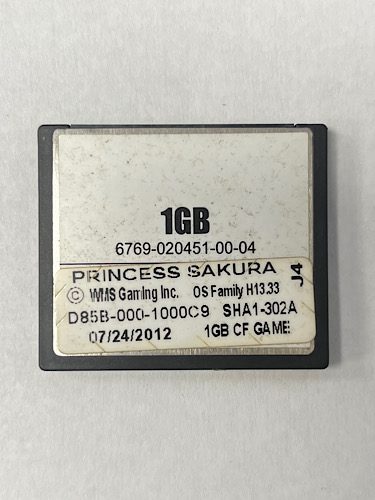 1GB
6769-020451-00-04
PRINCESS SAKURA J4
© WMS Gaming Inc. OS Family H13.33
D85B-000-1000C9 SHA1-302A
07/24/2012 1GB CF GAME